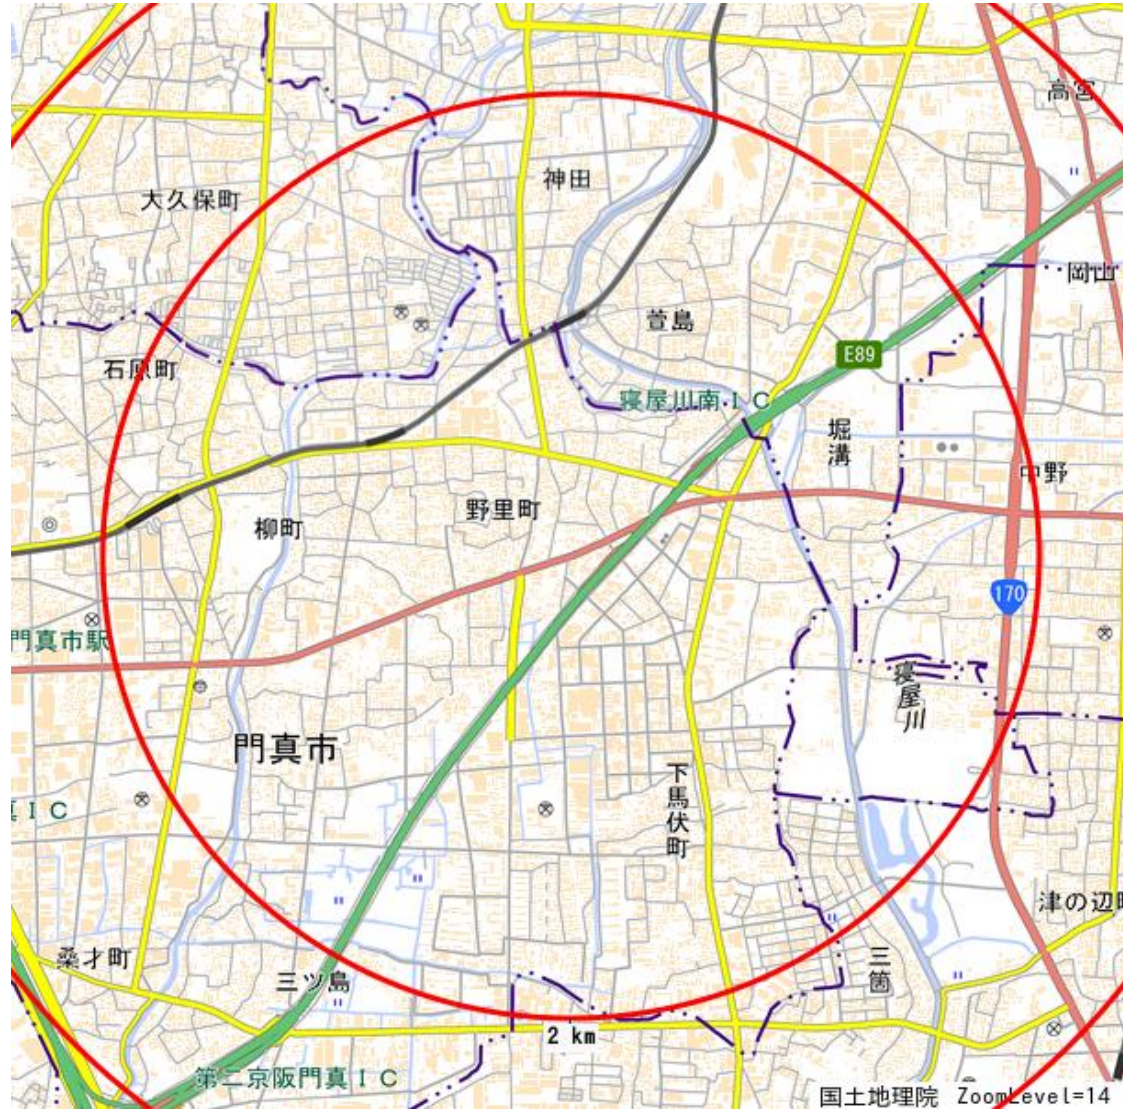 高宮
神田
大久保町
岡山
萱島
E89
石原町
寝屋川南IC
堀溝
中野
野里町
柳町
170
門真市駅
寝屋川
門真市
下馬伏町
IC
津の辺町
桑才町
三ツ島
三箇
2 km
第二京阪門真IC
国土地理院 ZoomLevel=14